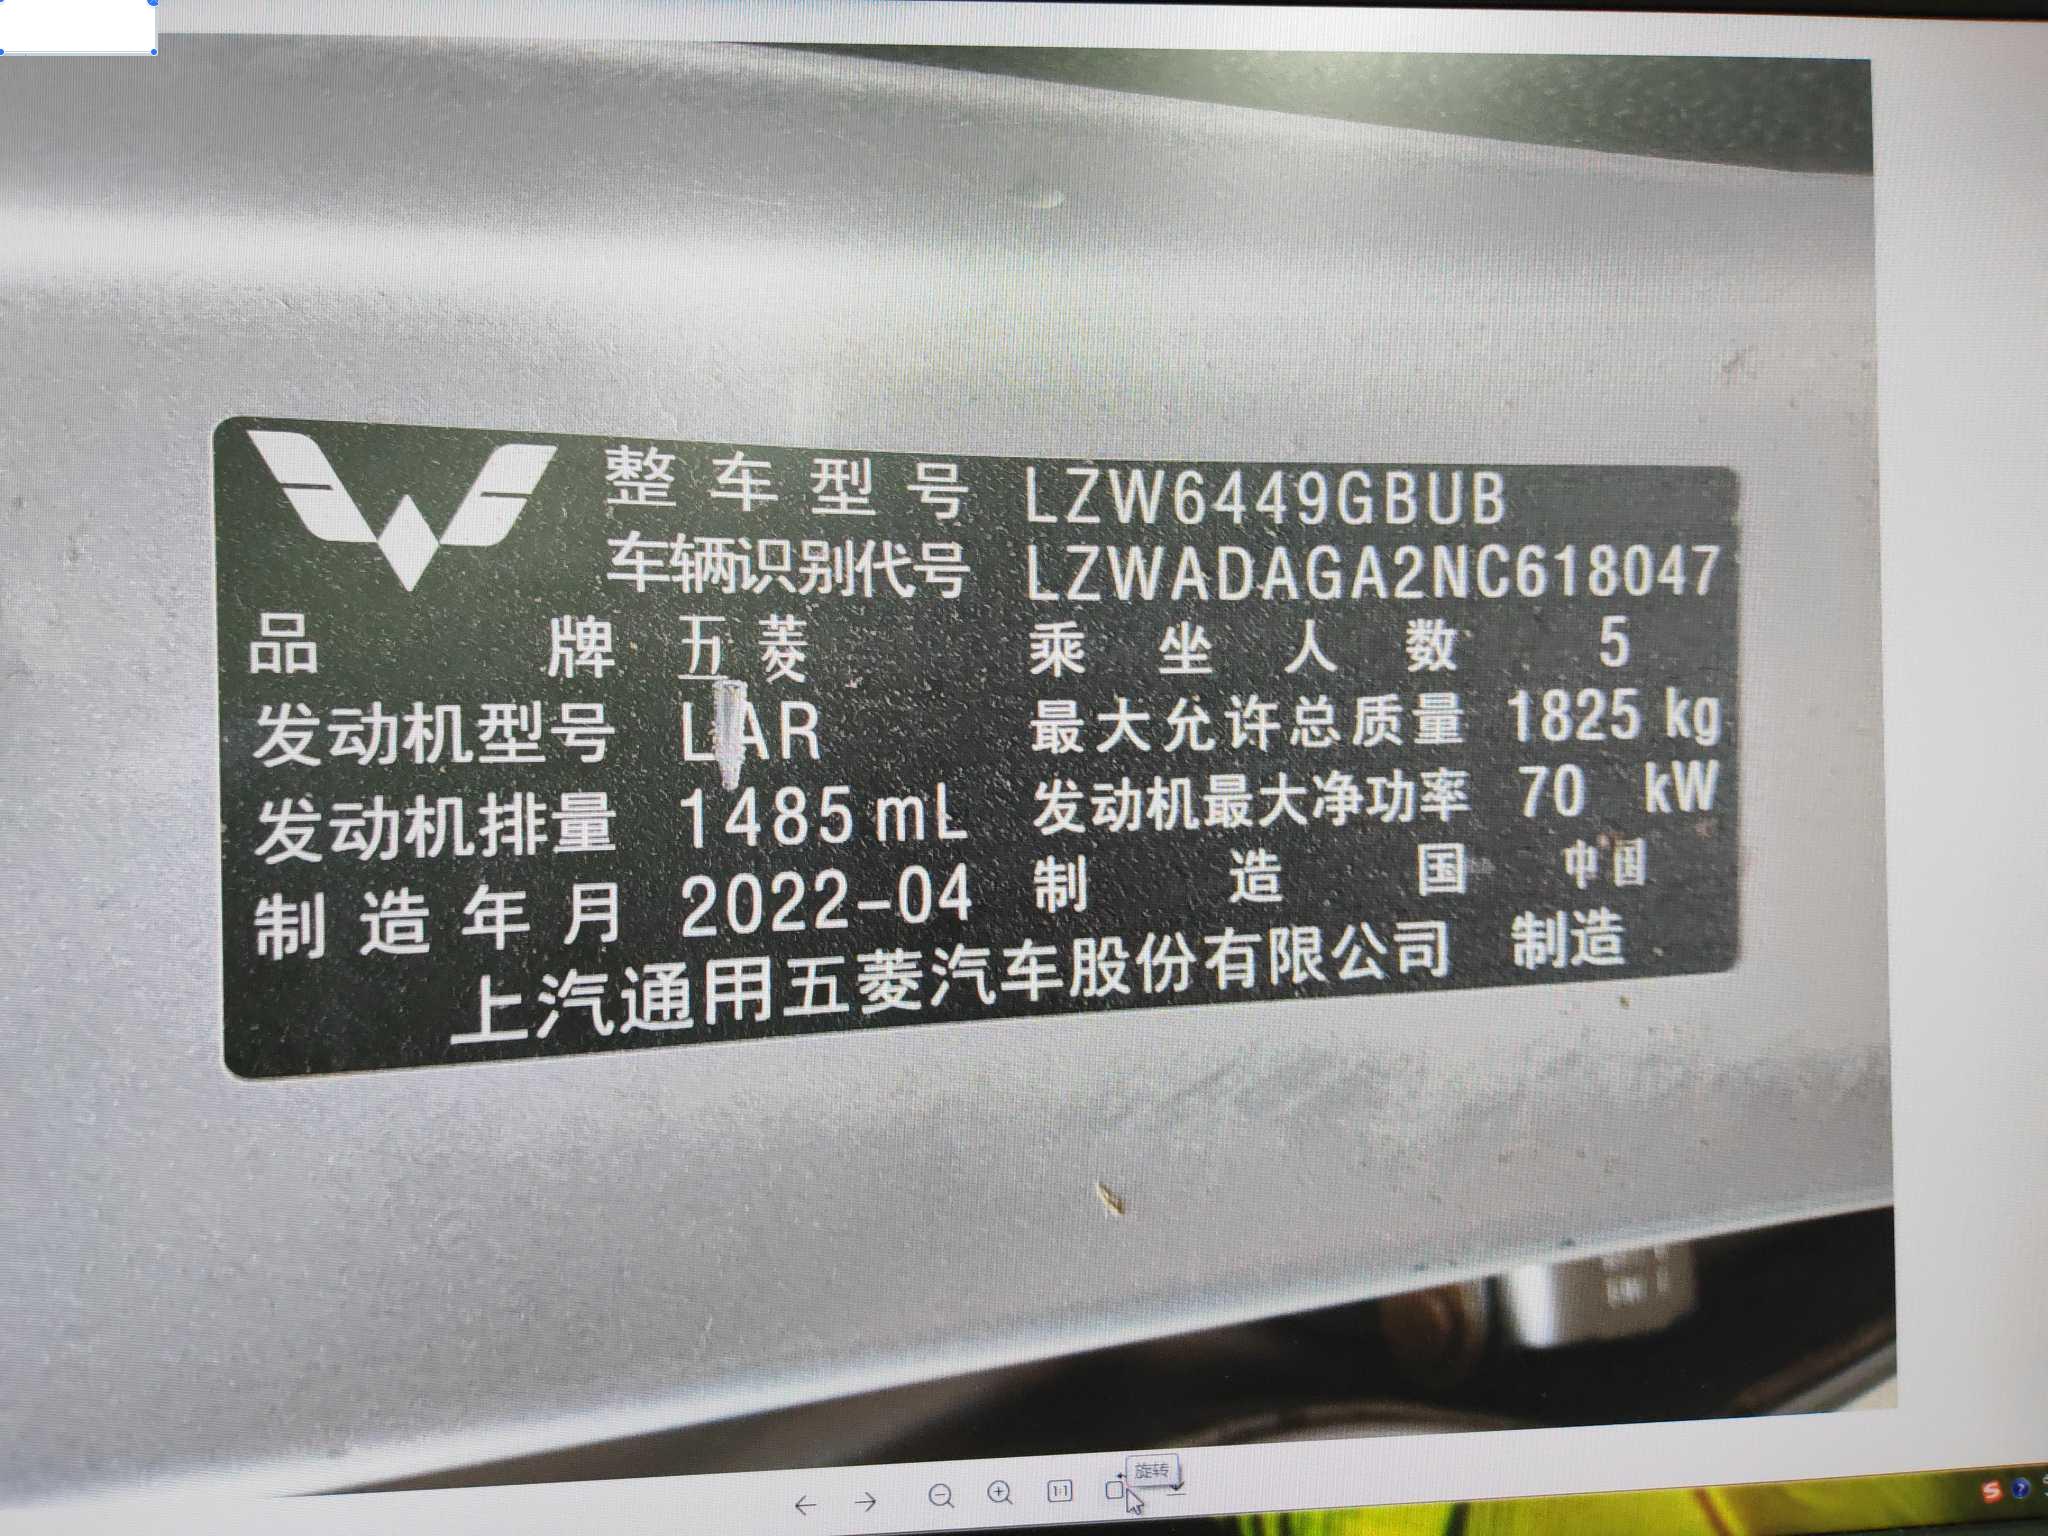 整车型号 LZW6449GBUB
车辆识别代号 LZWADAGA2NC618047
品牌 五菱 乘坐人数 5
发动机型号 LAR 最大允许总质量 1825 kg
发动机排量 1485 mL 发动机最大净功率 70 kW
制造年月 2022-04 制造国 中国
上汽通用五菱汽车股份有限公司 制造
旋转
1:1